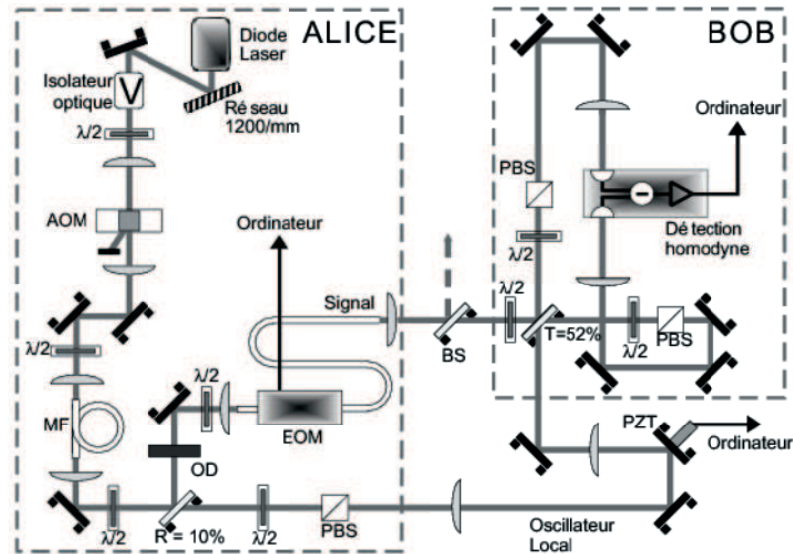 ALICE
Diode
Laser
Isolateur
optique
V
Ré seau
1200/mm
λ/2
AOM
Ordinateur
Signal
λ/2
λ/2
MF
EOM
OD
λ/2
R = 10%
λ/2
PBS
BOB
Ordinateur
PBS
Dé tection
homodyne
λ/2
λ/2
BS
T=52%
λ/2
PBS
PZT
Ordinateur
Oscillateur
Local